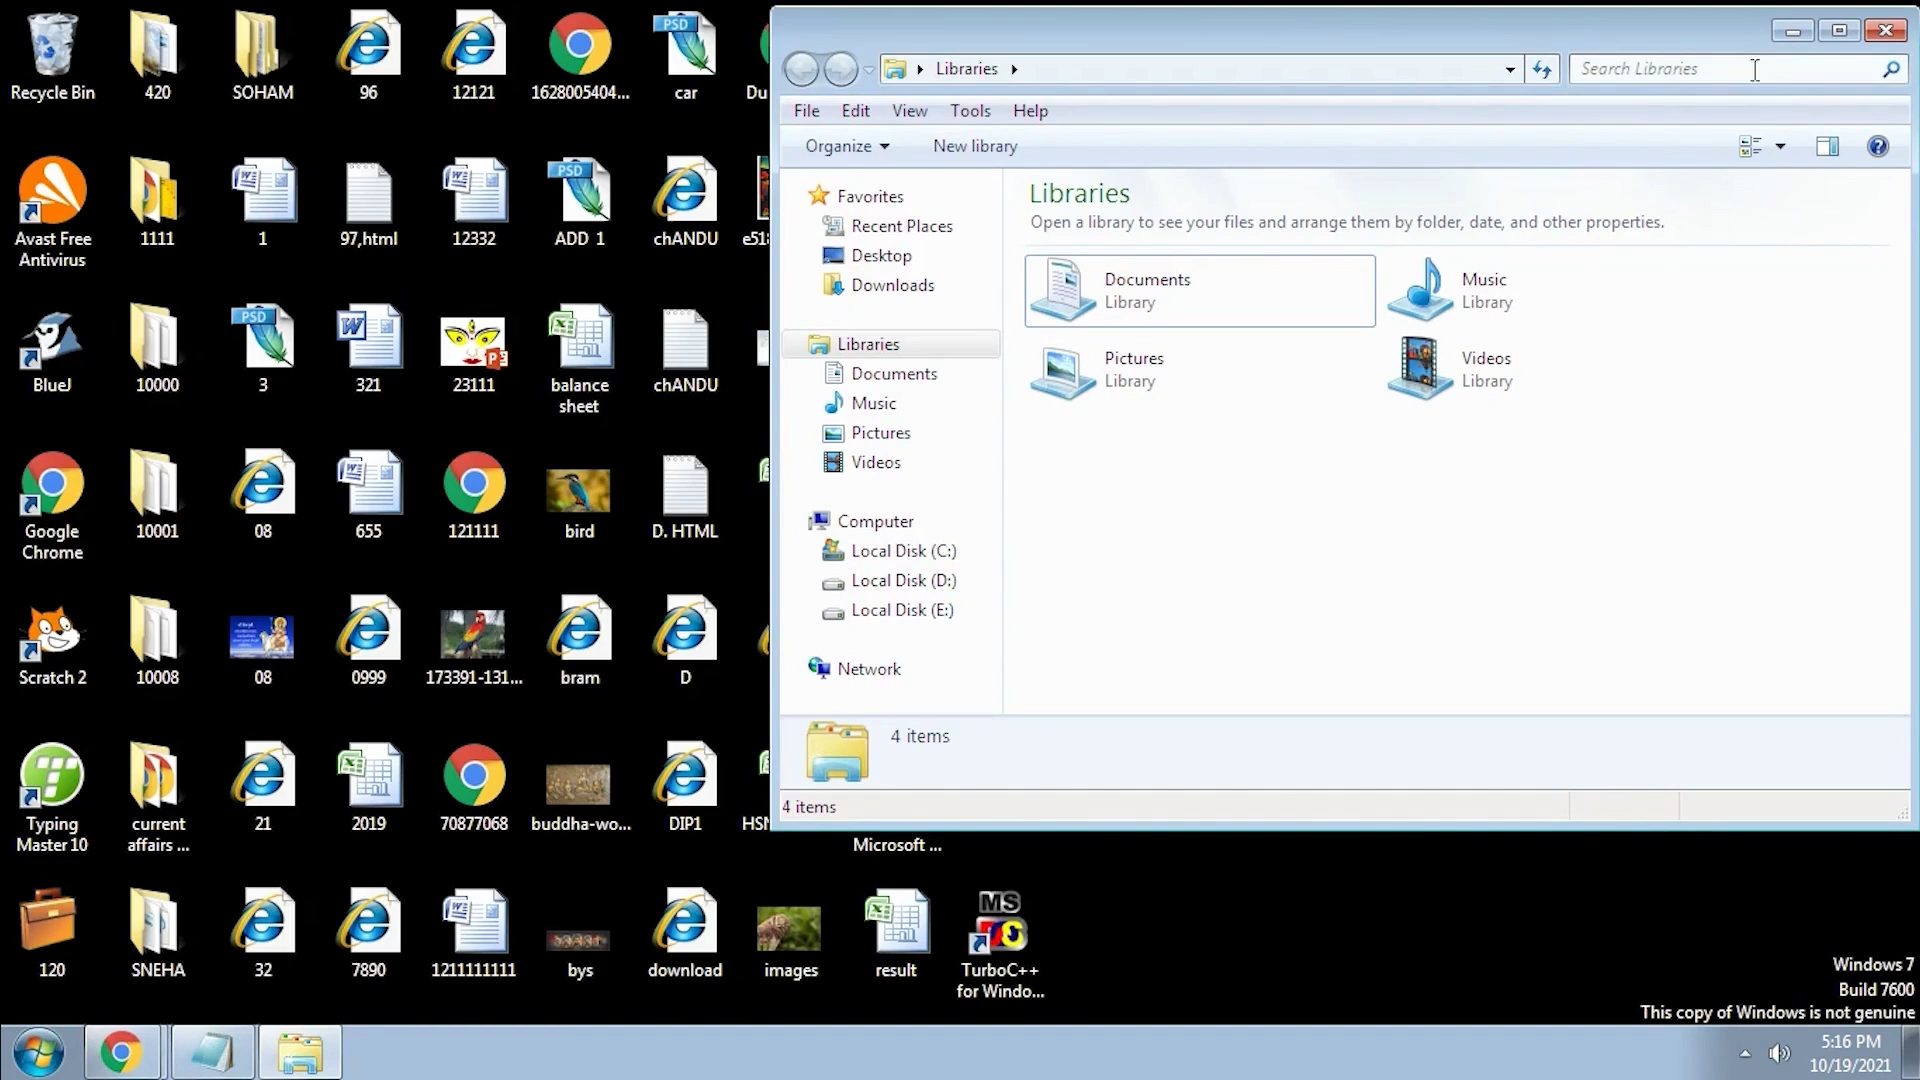 Recycle Bin
420
SOHAM
96
12121
1628005404...
car
Avast Free
Antivirus
1111
1
97,html
12332
ADD 1
chANDU
BlueJ
10000
3
321
23111
balance
sheet
chANDU
Google
Chrome
10001
08
655
121111
bird
D. HTML
Scratch 2
10008
08
0999
173391-131...
bram
D
Typing
Master 10
current
affairs ...
21
2019
70877068
buddha-wo...
DIP1
Microsoft ...
120
SNEHA
32
7890
1211111111
bys
download
images
result
TurboC++
for Windo...
PSD
PSD
PSD
MS
Libraries
Search Libraries
File Edit View Tools Help
Organize New library
Favorites
Recent Places
Desktop
Downloads
Libraries
Documents
Music
Pictures
Videos
Computer
Local Disk (C:)
Local Disk (D:)
Local Disk (E:)
Network
Libraries
Open a library to see your files and arrange them by folder, date, and other properties.
Documents
Library
Music
Library
Pictures
Library
Videos
Library
4 items
4 items
Windows 7
Build 7600
This copy of Windows is not genuine
5:16 PM
10/19/2021